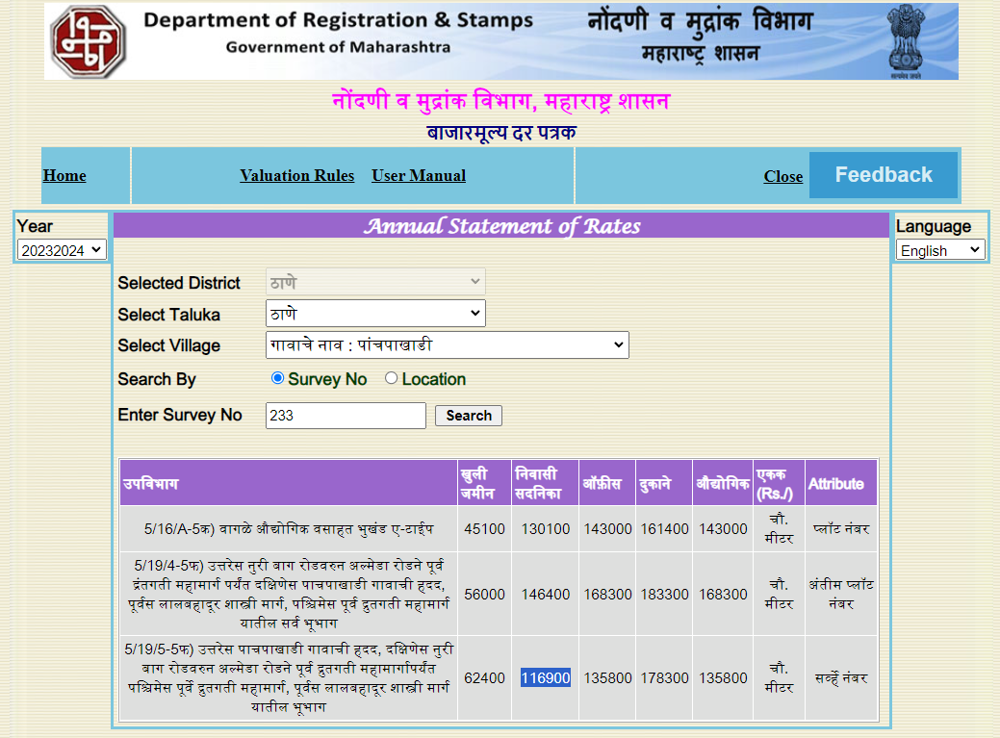 Department of Registration & Stamps
Government of Maharashtra
नोंदणी व मुद्रांक विभाग
महाराष्ट्र शासन
नोंदणी व मुद्रांक विभाग, महाराष्ट्र शासन
बाजारमूल्य दर पत्रक
Home Valuation Rules User Manual Close Feedback
Year
20232024
Annual Statement of Rates
Language
English
Selected District ठाणे
Select Taluka ठाणे
Select Village गावाचे नाव : पांचपाखाडी
Search By Survey No Location
Enter Survey No 233 Search
उपविभाग खुली जमीन निवासी सदनिका ऑफ़ीस दुकाने औद्योगिक एकक (Rs./) Attribute
5/16/A-5क) वागळे औद्योगिक वसाहत भुखंड ए-टाईप 45100 130100 143000 161400 143000 चौ. मीटर प्लॉट नंबर
5/19/4-5फ) उत्तरेस नुरी बाग रोडवरुन अल्मेडा रोडने पूर्व
द्रंतगती महामार्ग पर्यंत दक्षिणेस पाचपाखाडी गावाची हृदद,
पूर्वस लालबहादूर शास्त्री मार्ग, पश्चिमेस पूर्व द्रुतगती महामार्ग
यातील सर्व भूभाग
56000 146400 168300 183300 168300 चौ. मीटर अंतीम प्लॉट नंबर
5/19/5-5फ) उत्तरेस पाचपाखाडी गावाची हृदद, दक्षिणेस नुरी
बाग रोडवरुन अल्मेडा रोडने पूर्व द्रुतगती महामार्गापर्यंत
पश्चिमेस पूर्वे द्रुतगती महामार्ग, पूर्वस लालबहादूर शास्त्री मार्ग
यातील भूभाग
62400 116900 135800 178300 135800 चौ. मीटर सर्व्हे नंबर